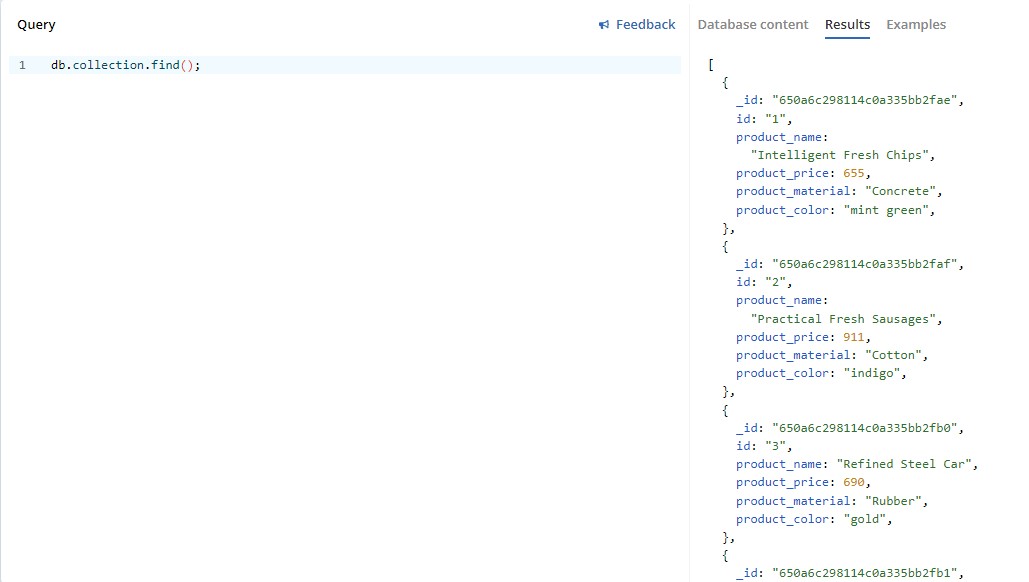 Query
Feedback
Database content Results Examples
1 db.collection.find();
[
{
_id: "650a6c298114c0a335bb2fae",
id: "1",
product_name:
"Intelligent Fresh Chips",
product_price: 655,
product_material: "Concrete",
product_color: "mint green",
},
{
_id: "650a6c298114c0a335bb2faf",
id: "2",
product_name:
"Practical Fresh Sausages",
product_price: 911,
product_material: "Cotton",
product_color: "indigo",
},
{
_id: "650a6c298114c0a335bb2fb0",
id: "3",
product_name: "Refined Steel Car",
product_price: 690,
product_material: "Rubber",
product_color: "gold",
},
{
_id: "650a6c298114c0a335bb2fb1",